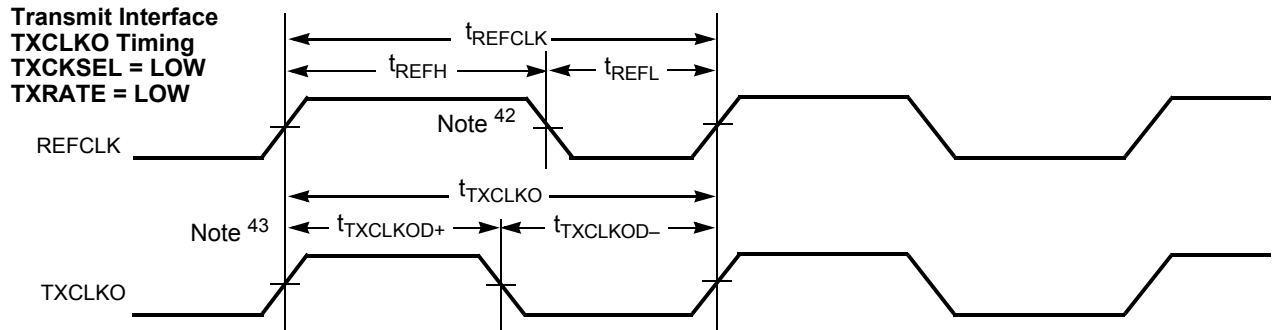 Transmit Interface
TXCLKO Timing
TXCKSEL = LOW
TXRATE = LOW
tREFCLK
tREFH
tREFL
Note 42
REFCLK
tTXCLKO
Note 43
tTXCLKOD+
tTXCLKOD–
TXCLKO